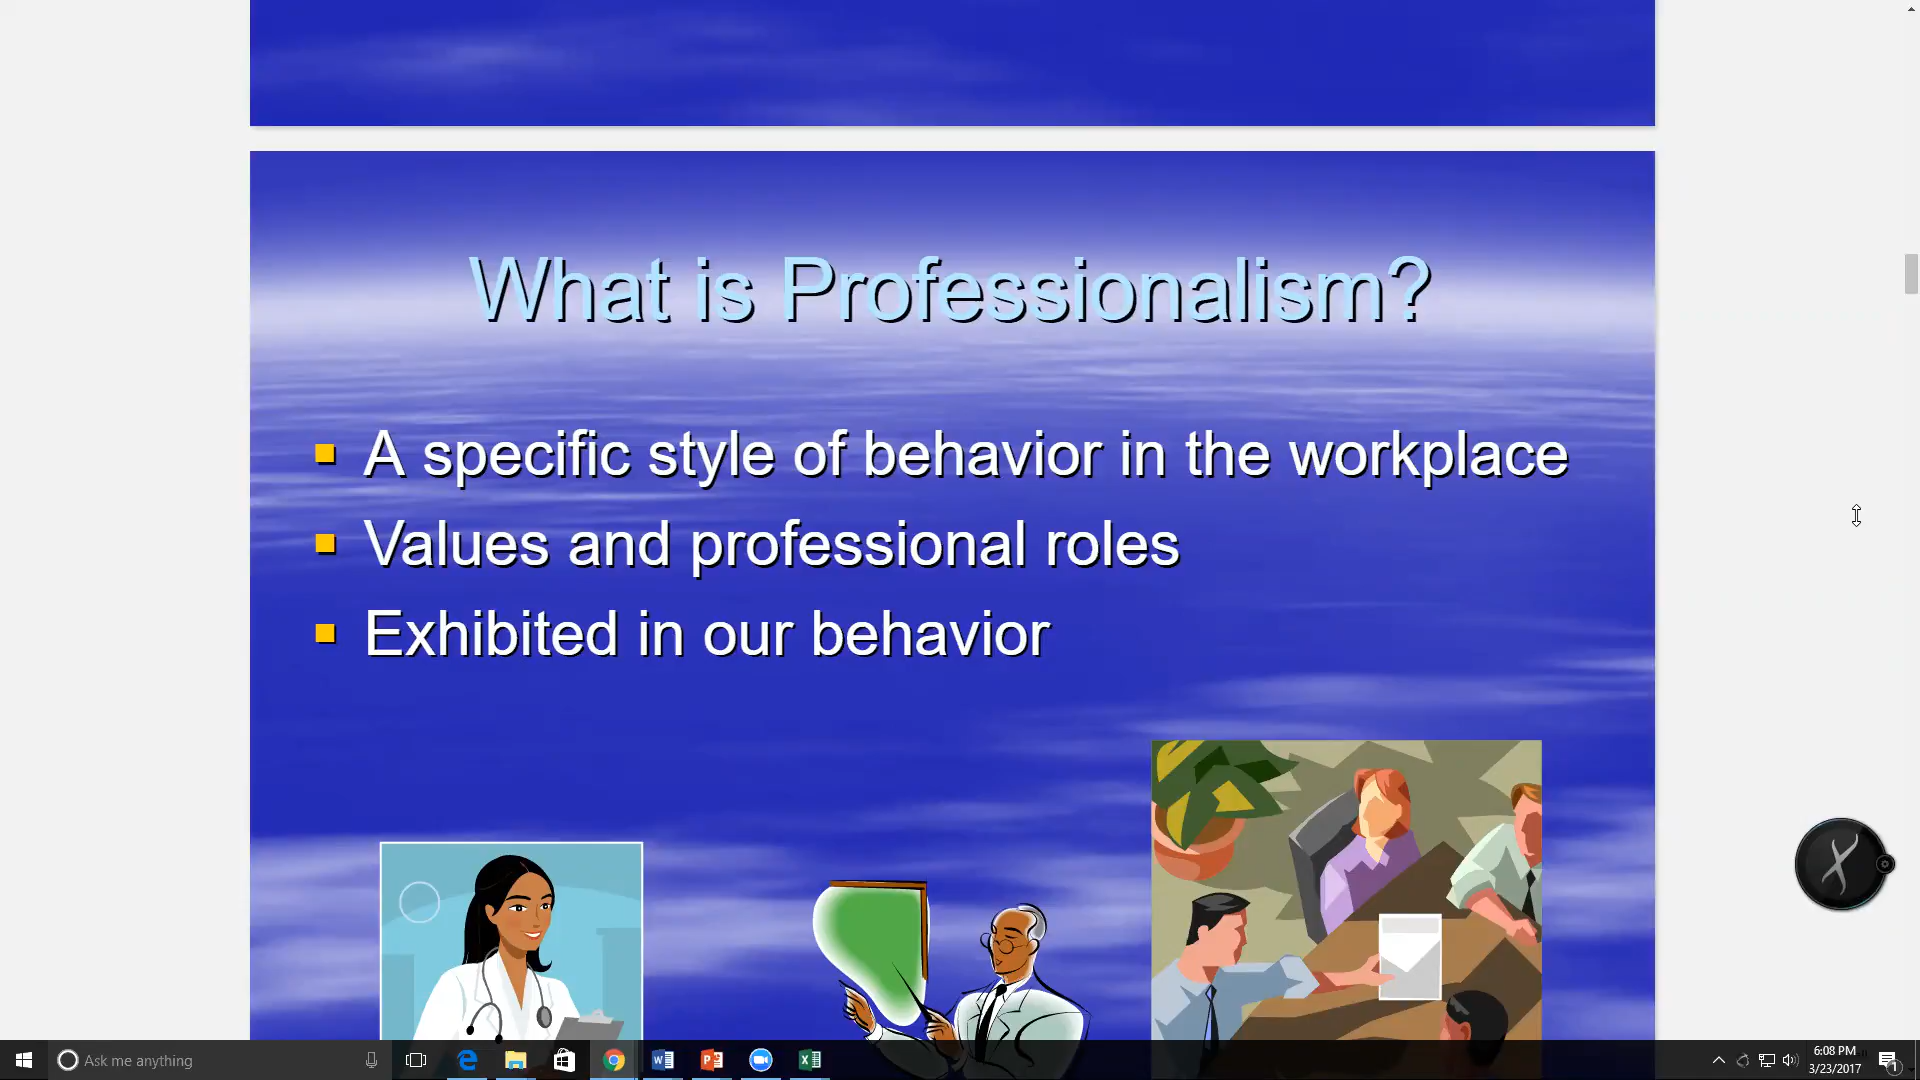 What is Professionalism?
A specific style of behavior in the workplace
Values and professional roles
Exhibited in our behavior
Ask me anything
6:08 PM
3/23/2017
1